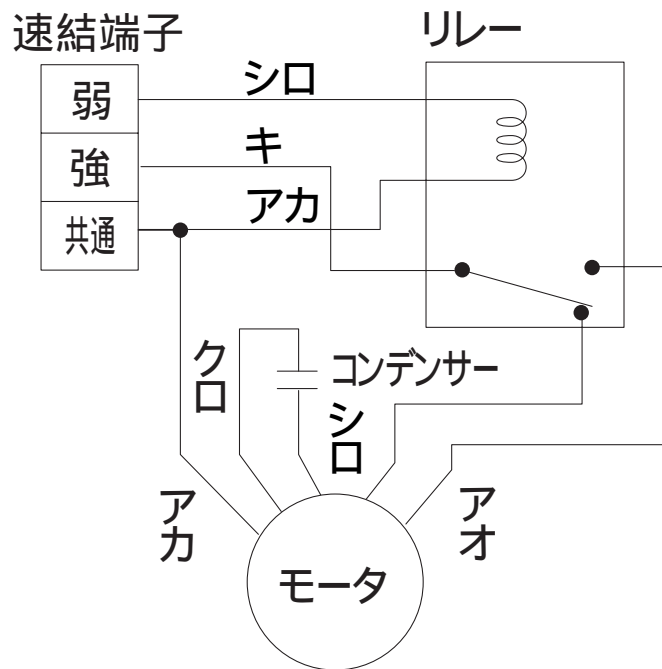 速結端子
リレー
弱
シロ
強
キ
共通
アカ
クロ
コンデンサー
シロ
アカ
アオ
モータ